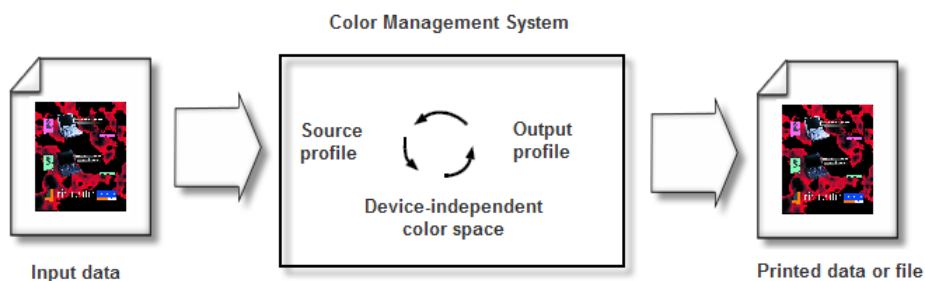 Color Management System
Source
profile
Output
profile
Device-independent
color space
Input data
Printed data or file